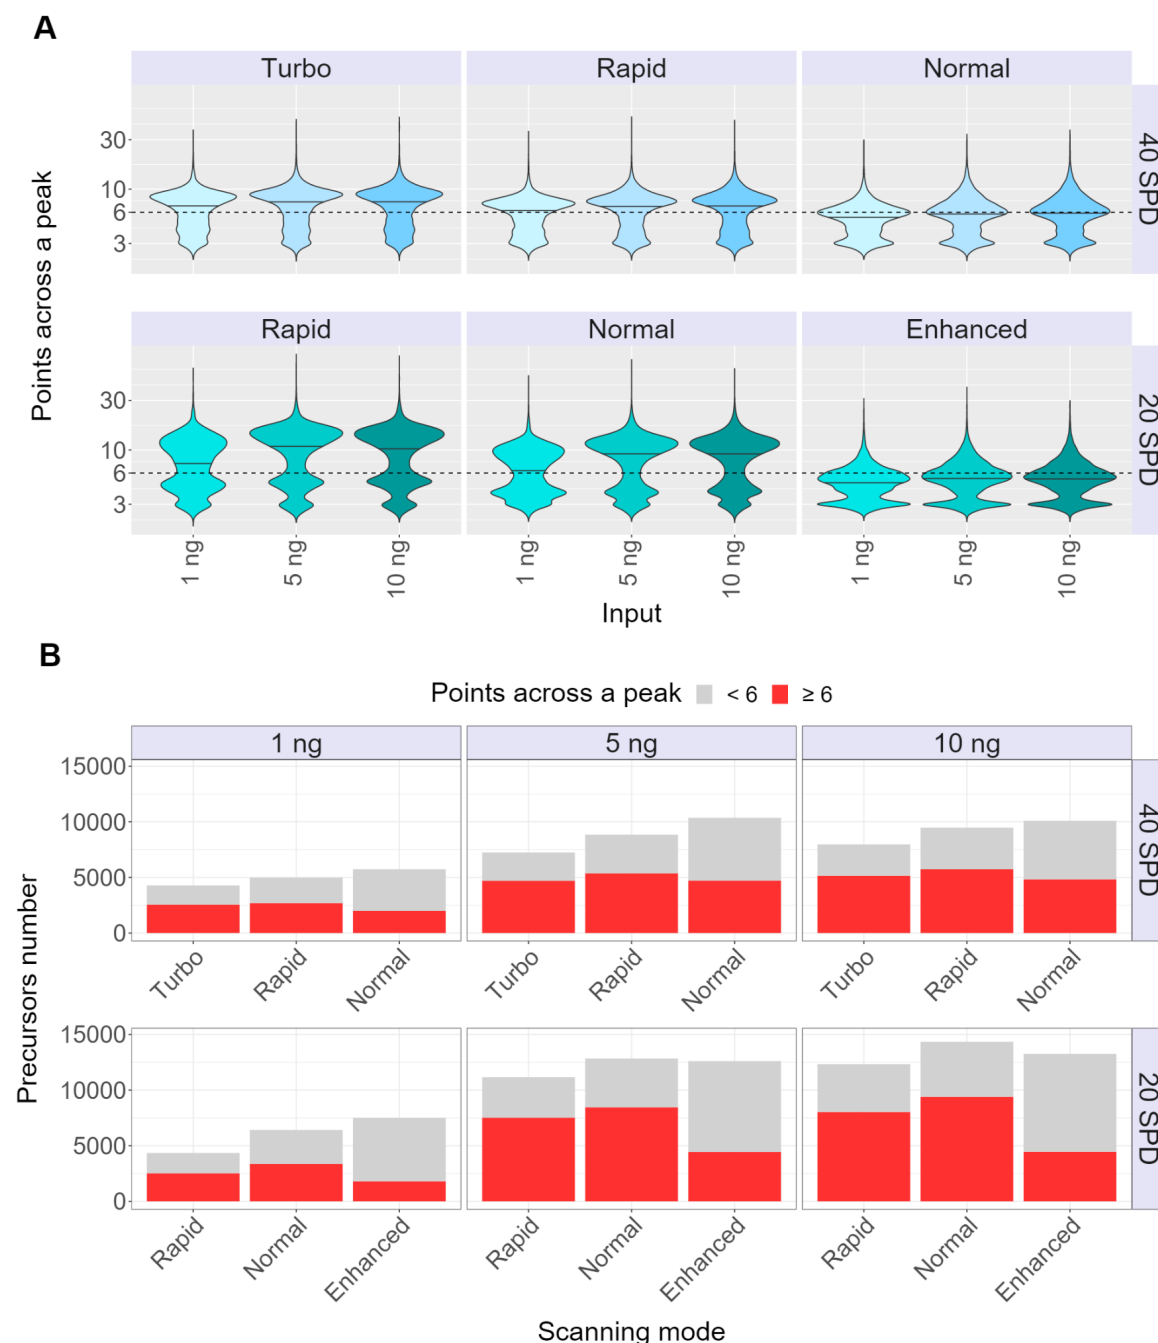 A
Turbo Rapid Normal
40 SPD
30
10
6
3
Points across a peak
Rapid Normal Enhanced
20 SPD
30
10
6
3
1 ng 5 ng 10 ng 1 ng 5 ng 10 ng 1 ng 5 ng 10 ng
Input
B
Points across a peak < 6 ≥ 6
1 ng 5 ng 10 ng
40 SPD
15000
10000
5000
0
Turbo Rapid Normal Turbo Rapid Normal Turbo Rapid Normal
Precursors number
20 SPD
15000
10000
5000
0
Rapid Normal Enhanced Rapid Normal Enhanced Rapid Normal Enhanced
Scanning mode